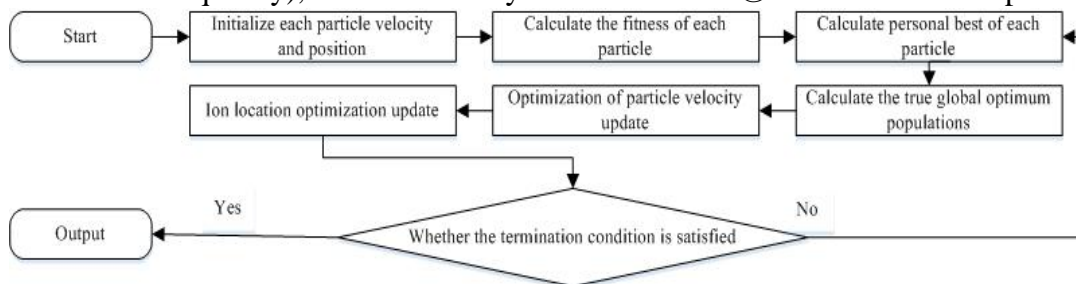 Start
Initialize each particle velocity
and position
Calculate the fitness of each
particle
Calculate personal best of each
particle
Ion location optimization update
Optimization of particle velocity
update
Calculate the true global optimum
populations
Yes
No
Output
Whether the termination condition is satisfied